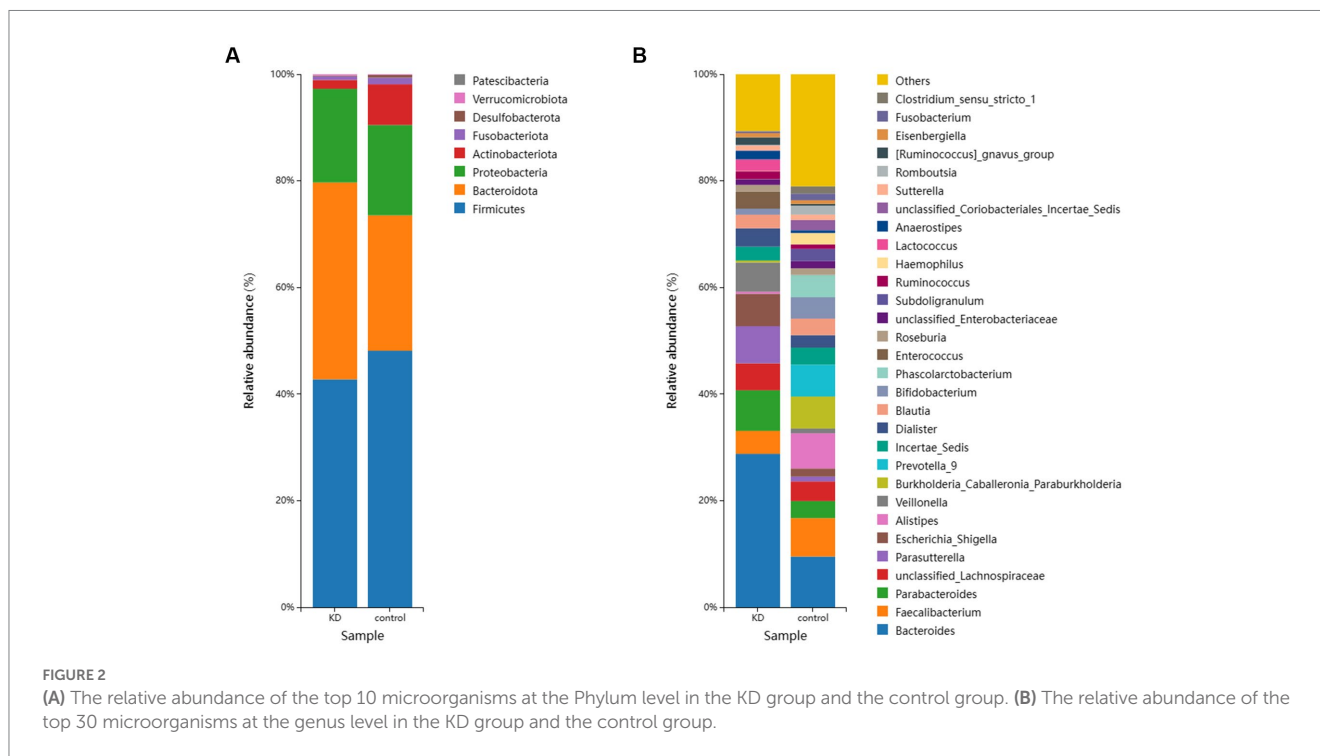 A
100%
80%
60%
40%
20%
0%
Relative abundance (%)
KD
control
Sample
Patescibacteria
Verrucomicrobiota
Desulfobacterota
Fusobacteriota
Actinobacteriota
Proteobacteria
Bacteroidota
Firmicutes
B
100%
80%
60%
40%
20%
0%
Relative abundance (%)
KD
control
Sample
Others
Clostridium_sensu_stricto_1
Fusobacterium
Eisenbergiella
[Ruminococcus]_gnavus_group
Romboutsia
Sutterella
unclassified_Coriobacteriales_Incertae_Sedis
Anaerostipes
Lactococcus
Haemophilus
Ruminococcus
Subdoligranulum
unclassified_Enterobacteriaceae
Roseburia
Enterococcus
Phascolarctobacterium
Bifidobacterium
Blautia
Dialister
Incertae_Sedis
Prevotella_9
Burkholderia_Caballeronia_Paraburkholderia
Veillonella
Alistipes
Escherichia_Shigella
Parasutterella
unclassified_Lachnospiraceae
Parabacteroides
Faecalibacterium
Bacteroides
FIGURE 2
(A) The relative abundance of the top 10 microorganisms at the Phylum level in the KD group and the control group. (B) The relative abundance of the
top 30 microorganisms at the genus level in the KD group and the control group.